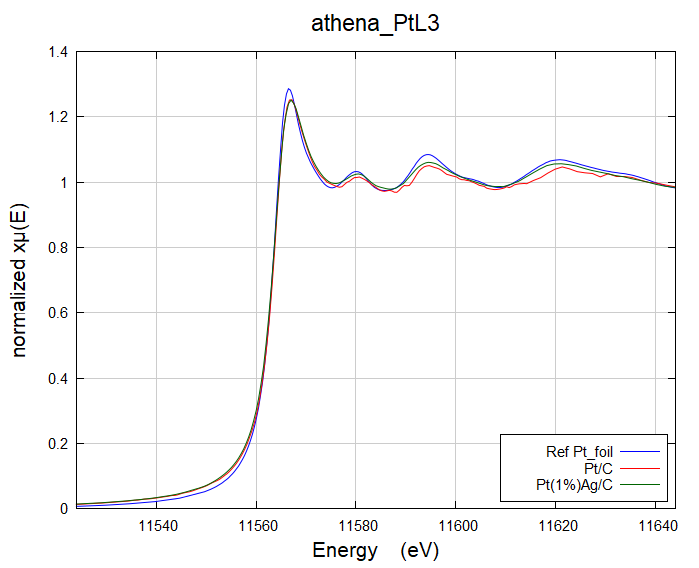 athena_PtL3
1.4
1.2
1
0.8
0.6
0.4
0.2
0
normalized xμ(E)
Ref Pt_foil
Pt/C
Pt(1%)Ag/C
11540 11560 11580 11600 11620 11640
Energy (eV)